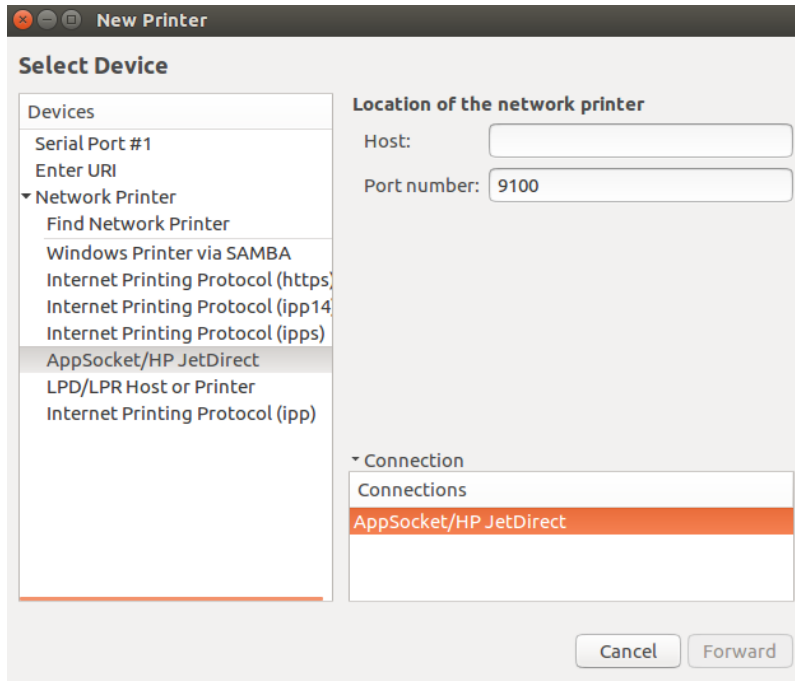 New Printer
Select Device
Devices
Serial Port #1
Enter URI
Network Printer
Find Network Printer
Windows Printer via SAMBA
Internet Printing Protocol (https)
Internet Printing Protocol (ipp14
Internet Printing Protocol (ipps)
AppSocket/HP JetDirect
LPD/LPR Host or Printer
Internet Printing Protocol (ipp)
Location of the network printer
Host:
Port number: 9100
Connection
Connections
AppSocket/HP JetDirect
Cancel Forward